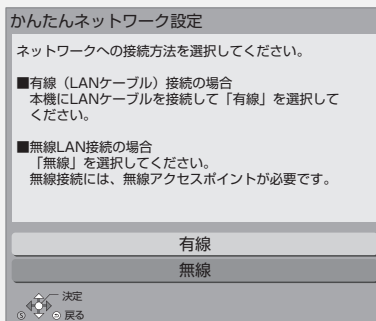 かんたんネットワーク設定
ネットワークへの接続方法を選択してください。
■有線（LANケーブル）接続の場合
本機にLANケーブルを接続して「有線」を選択して
ください。
■無線LAN接続の場合
「無線」を選択してください。
無線接続には、無線アクセスポイントが必要です。
有線
無線
決定
S 戻る